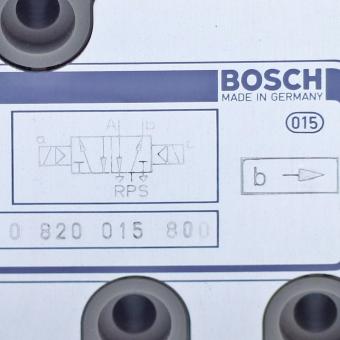 BOSCH
MADE IN GERMANY
015
A b
a
RPS
b
0 820 015 800